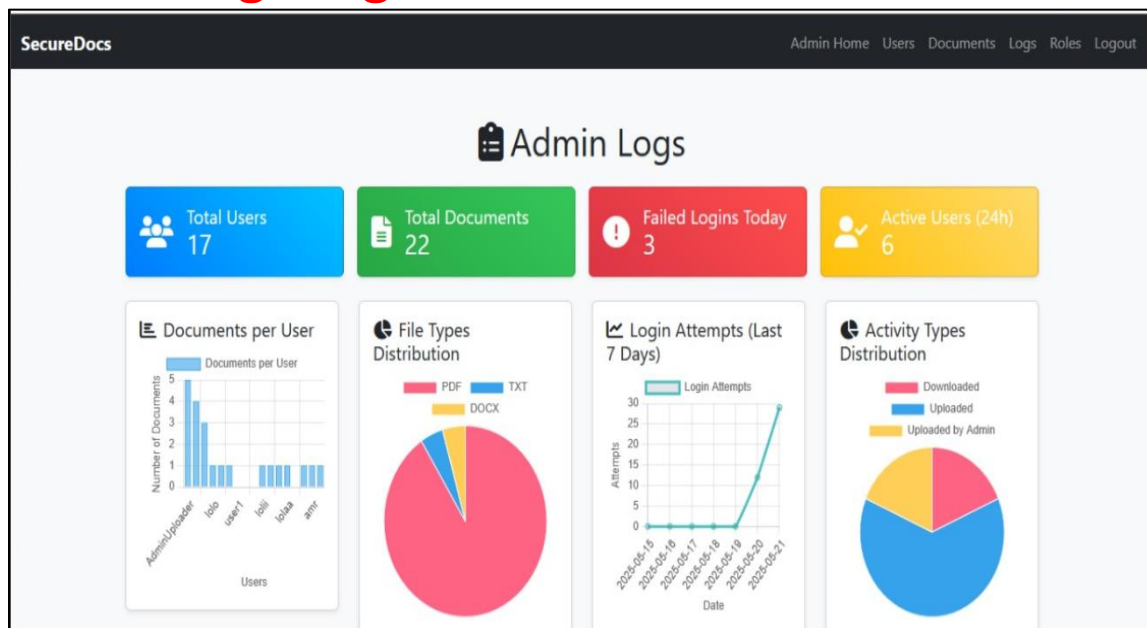 SecureDocs
Admin Home Users Documents Logs Roles Logout
Admin Logs
Total Users
17
Total Documents
22
Failed Logins Today
3
Active Users (24h)
6
Documents per User
Documents per User
Number of Documents
5
4
3
2
1
0
AdminUploader
lolo
user1
lolii
lolaa
amr
Users
File Types
Distribution
PDF TXT
DOCX
Login Attempts (Last
7 Days)
Login Attempts
Attempts
30
25
20
15
10
5
0
2025-05-15
2025-05-16
2025-05-17
2025-05-18
2025-05-19
2025-05-20
2025-05-21
Date
Activity Types
Distribution
Downloaded
Uploaded
Uploaded by Admin